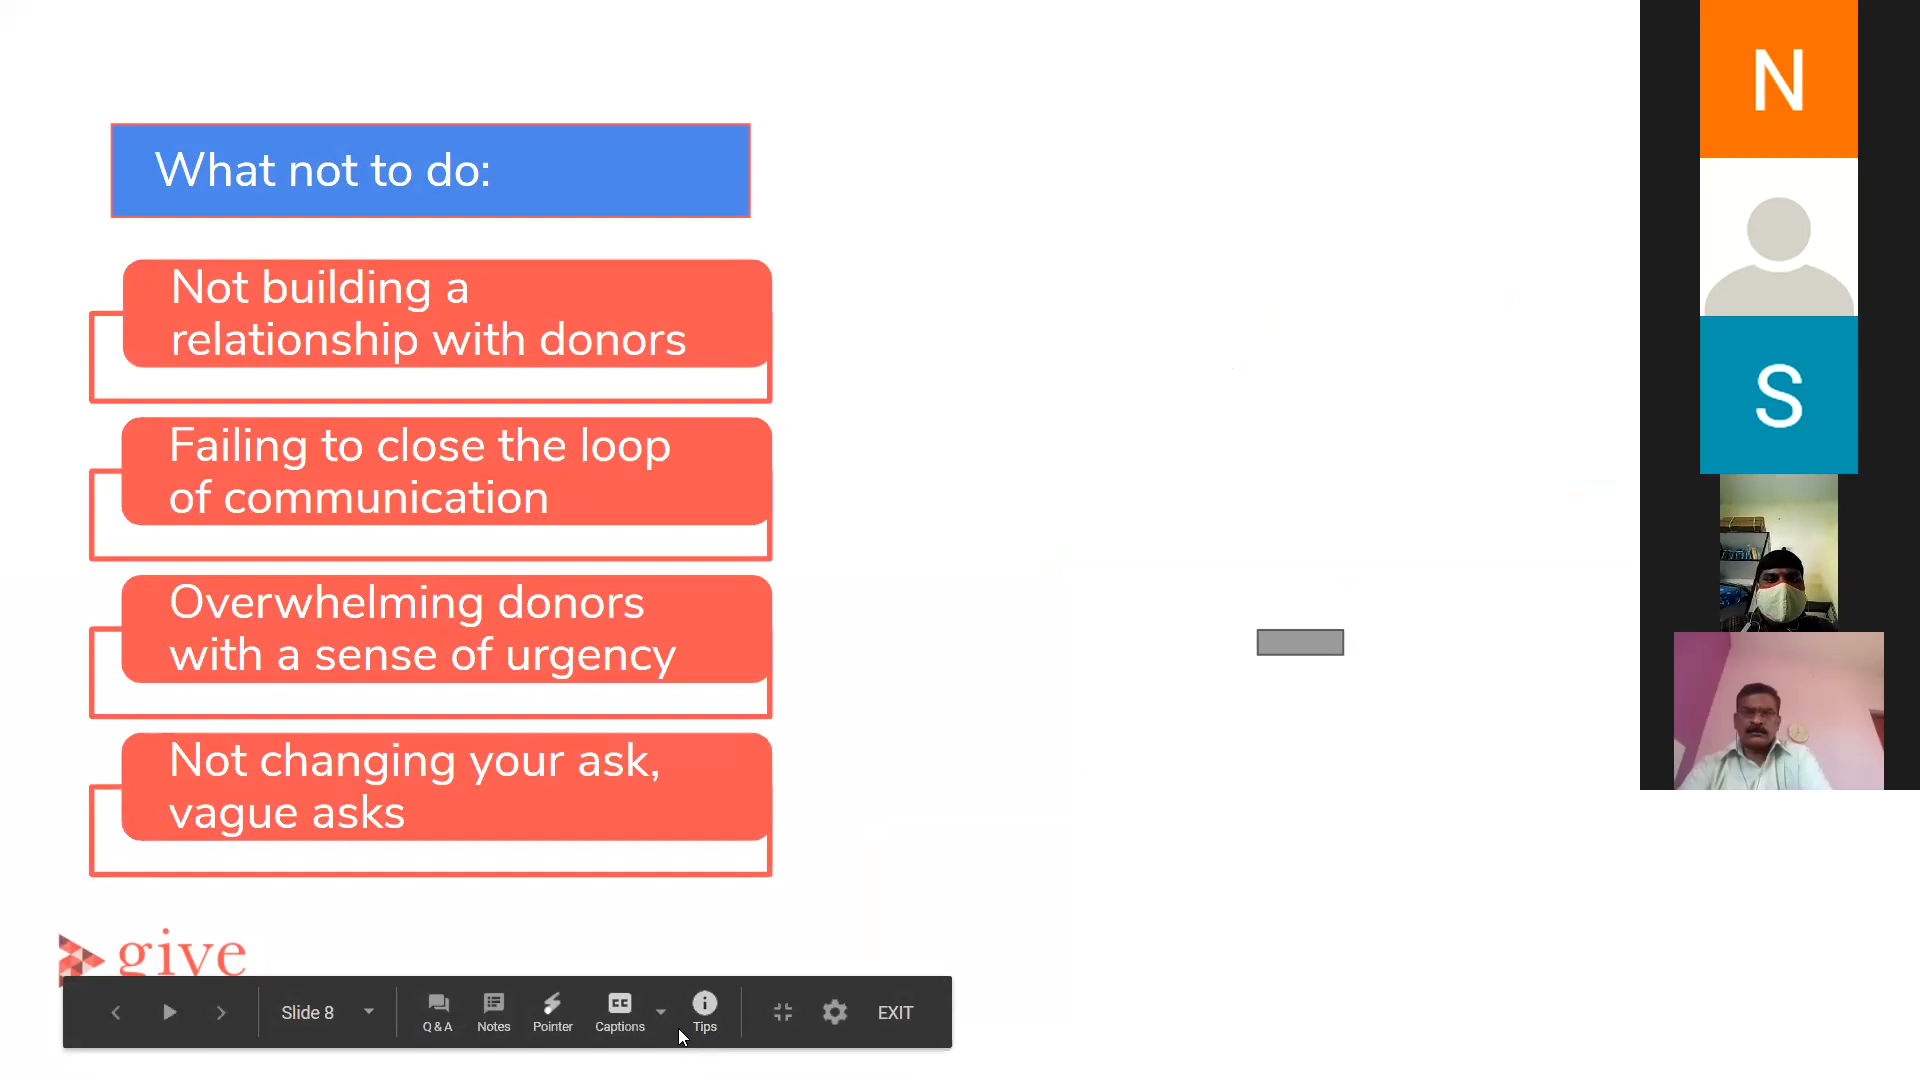 What not to do:
Not building a
relationship with donors
Failing to close the loop
of communication
Overwhelming donors
with a sense of urgency
Not changing your ask,
vague asks
give
Slide 8
Q & A
Notes
Pointer
CC
Captions
Tips
EXIT
N
S